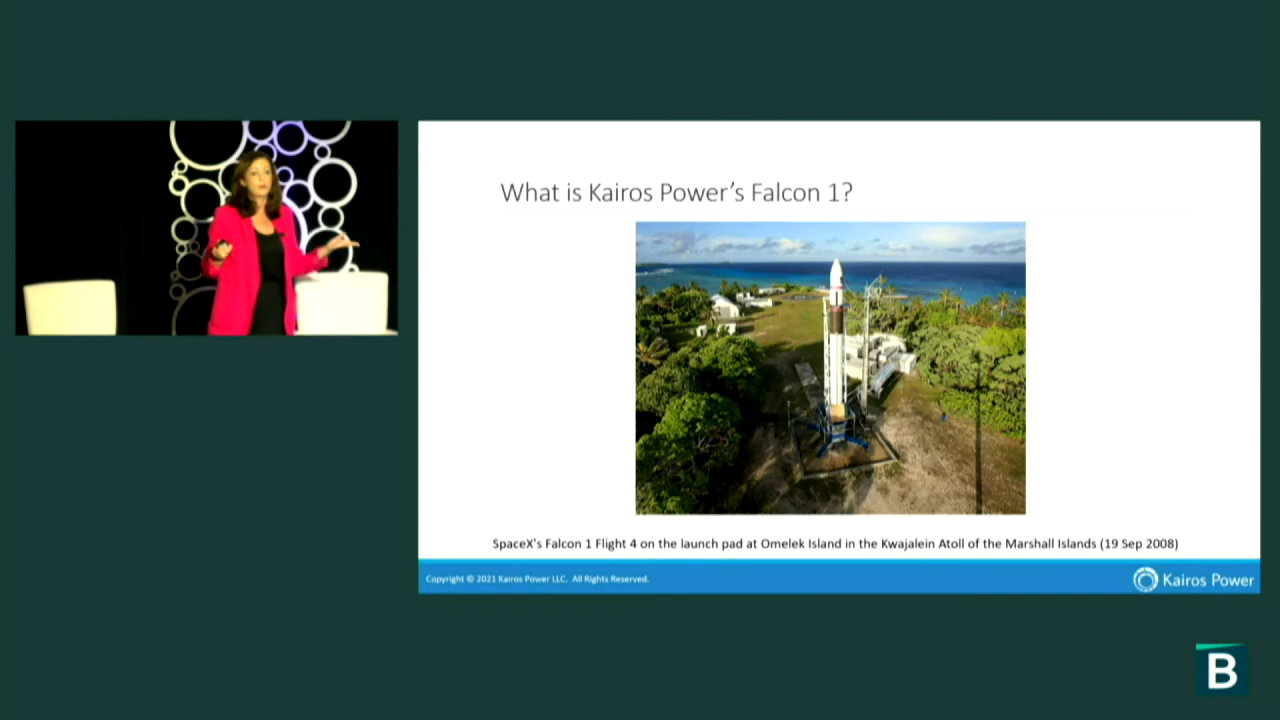 What is Kairos Power’s Falcon 1?
SpaceX's Falcon 1 Flight 4 on the launch pad at Omelek Island in the Kwajalein Atoll of the Marshall Islands (19 Sep 2008)
Copyright © 2021 Kairos Power LLC. All Rights Reserved.
Kairos Power
B